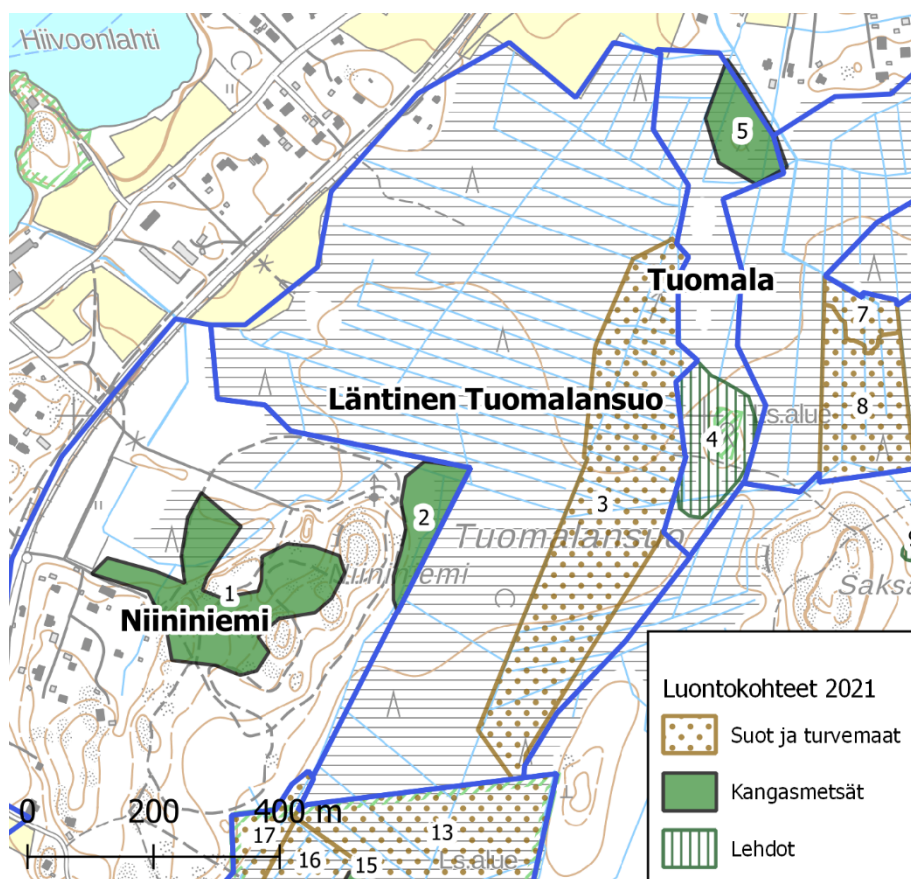 Hiivoonlahti
5
Tuomala
7
Läntinen Tuomalansuo
8
Ls.alue
4
2
3
Tuomalansuo
Niininiemi
1
Niininiemi
Luontokohteet 2021
Suot ja turvemaat
Kangasmetsät
Lehdot
0 200 400 m
13
17
16
15
Ls.alue